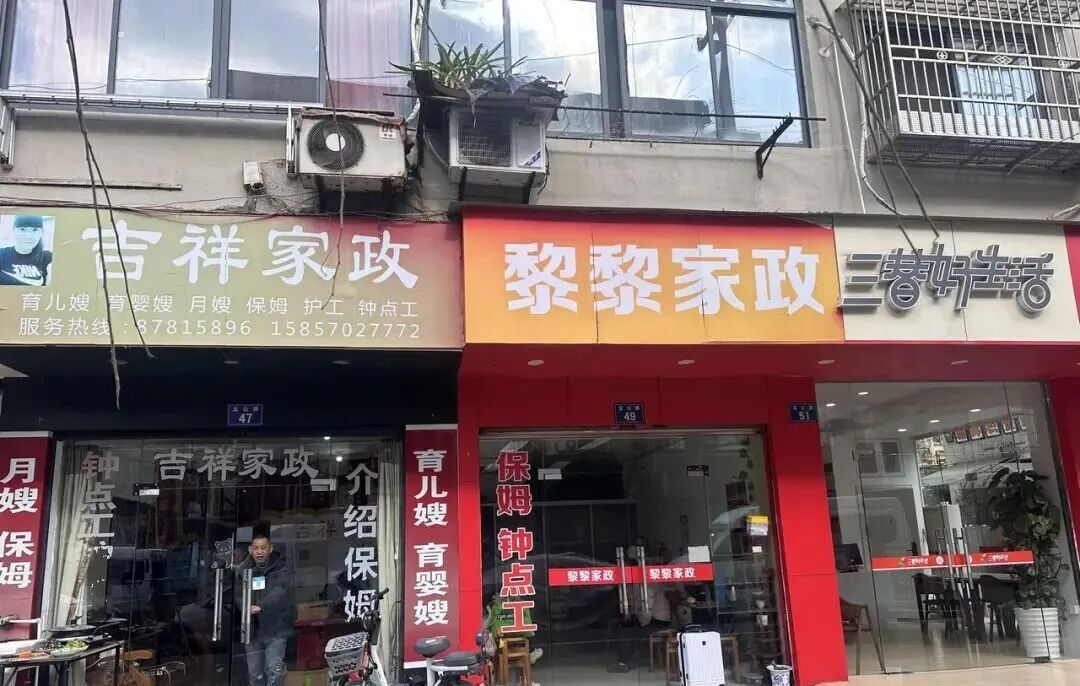 吉祥家政
育儿嫂 育婴嫂 月嫂 保姆 护工 钟点工
服务热线:87815896 15857027772
黎黎家政
三替好生活
47
49
51
月嫂 保姆
钟点工
吉祥家政
介绍保姆
育儿嫂 育婴嫂
保姆 钟点工
黎黎家政
黎黎家政
吉祥